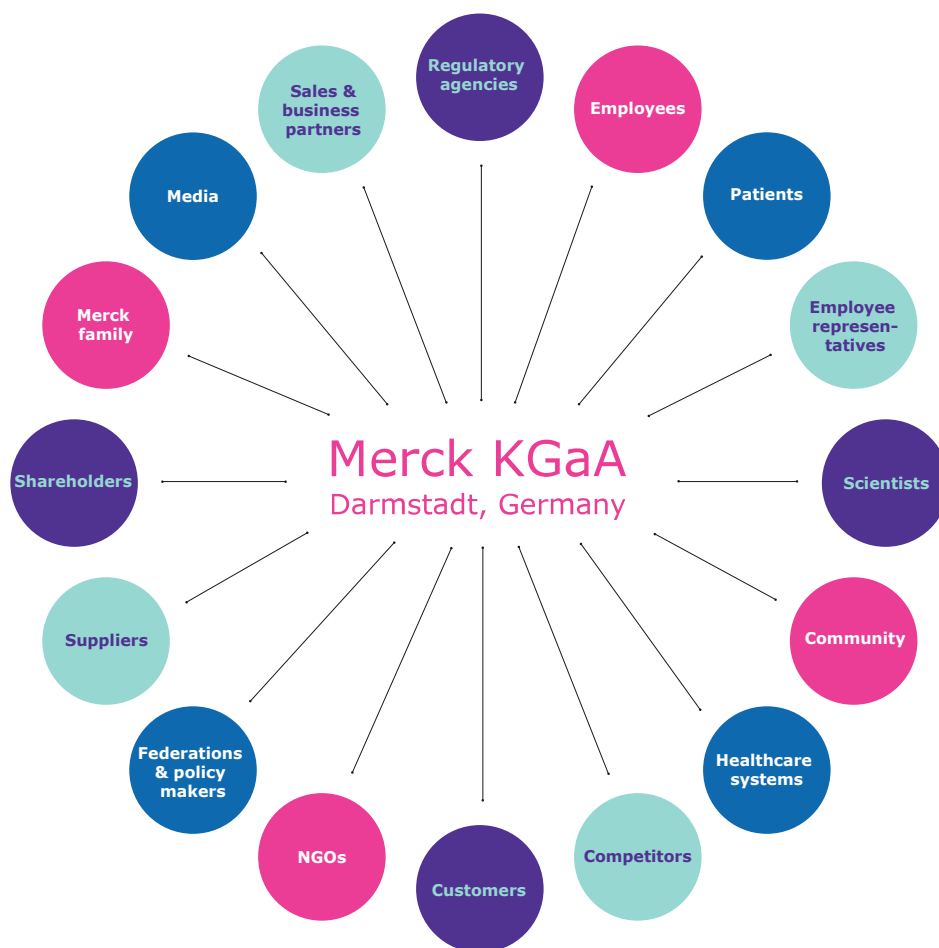 Regulatory
agencies
Employees
Patients
Employee
represen-
tatives
Scientists
Community
Healthcare
systems
Competitors
Customers
NGOs
Federations
& policy
makers
Suppliers
Shareholders
Merck
family
Media
Sales &
business
partners
Merck KGaA
Darmstadt, Germany